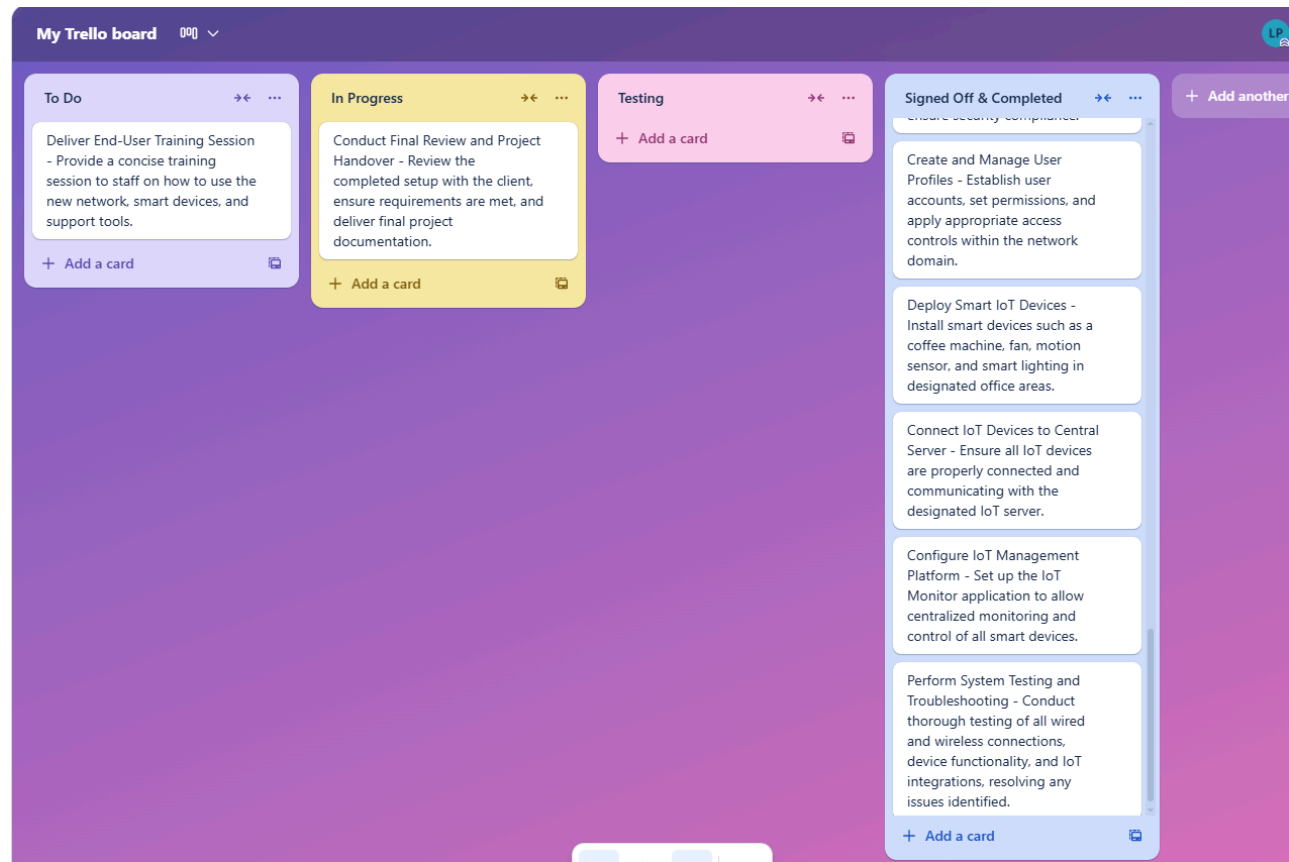 My Trello board
LP
To Do
Deliver End-User Training Session
- Provide a concise training
session to staff on how to use the
new network, smart devices, and
support tools.
+ Add a card
In Progress
Conduct Final Review and Project
Handover - Review the
completed setup with the client,
ensure requirements are met, and
deliver final project
documentation.
+ Add a card
Testing
+ Add a card
Signed Off & Completed
ensure security compliance.
Create and Manage User
Profiles - Establish user
accounts, set permissions, and
apply appropriate access
controls within the network
domain.
Deploy Smart IoT Devices -
Install smart devices such as a
coffee machine, fan, motion
sensor, and smart lighting in
designated office areas.
Connect IoT Devices to Central
Server - Ensure all IoT devices
are properly connected and
communicating with the
designated IoT server.
Configure IoT Management
Platform - Set up the IoT
Monitor application to allow
centralized monitoring and
control of all smart devices.
Perform System Testing and
Troubleshooting - Conduct
thorough testing of all wired
and wireless connections,
device functionality, and IoT
integrations, resolving any
issues identified.
+ Add a card
+ Add another